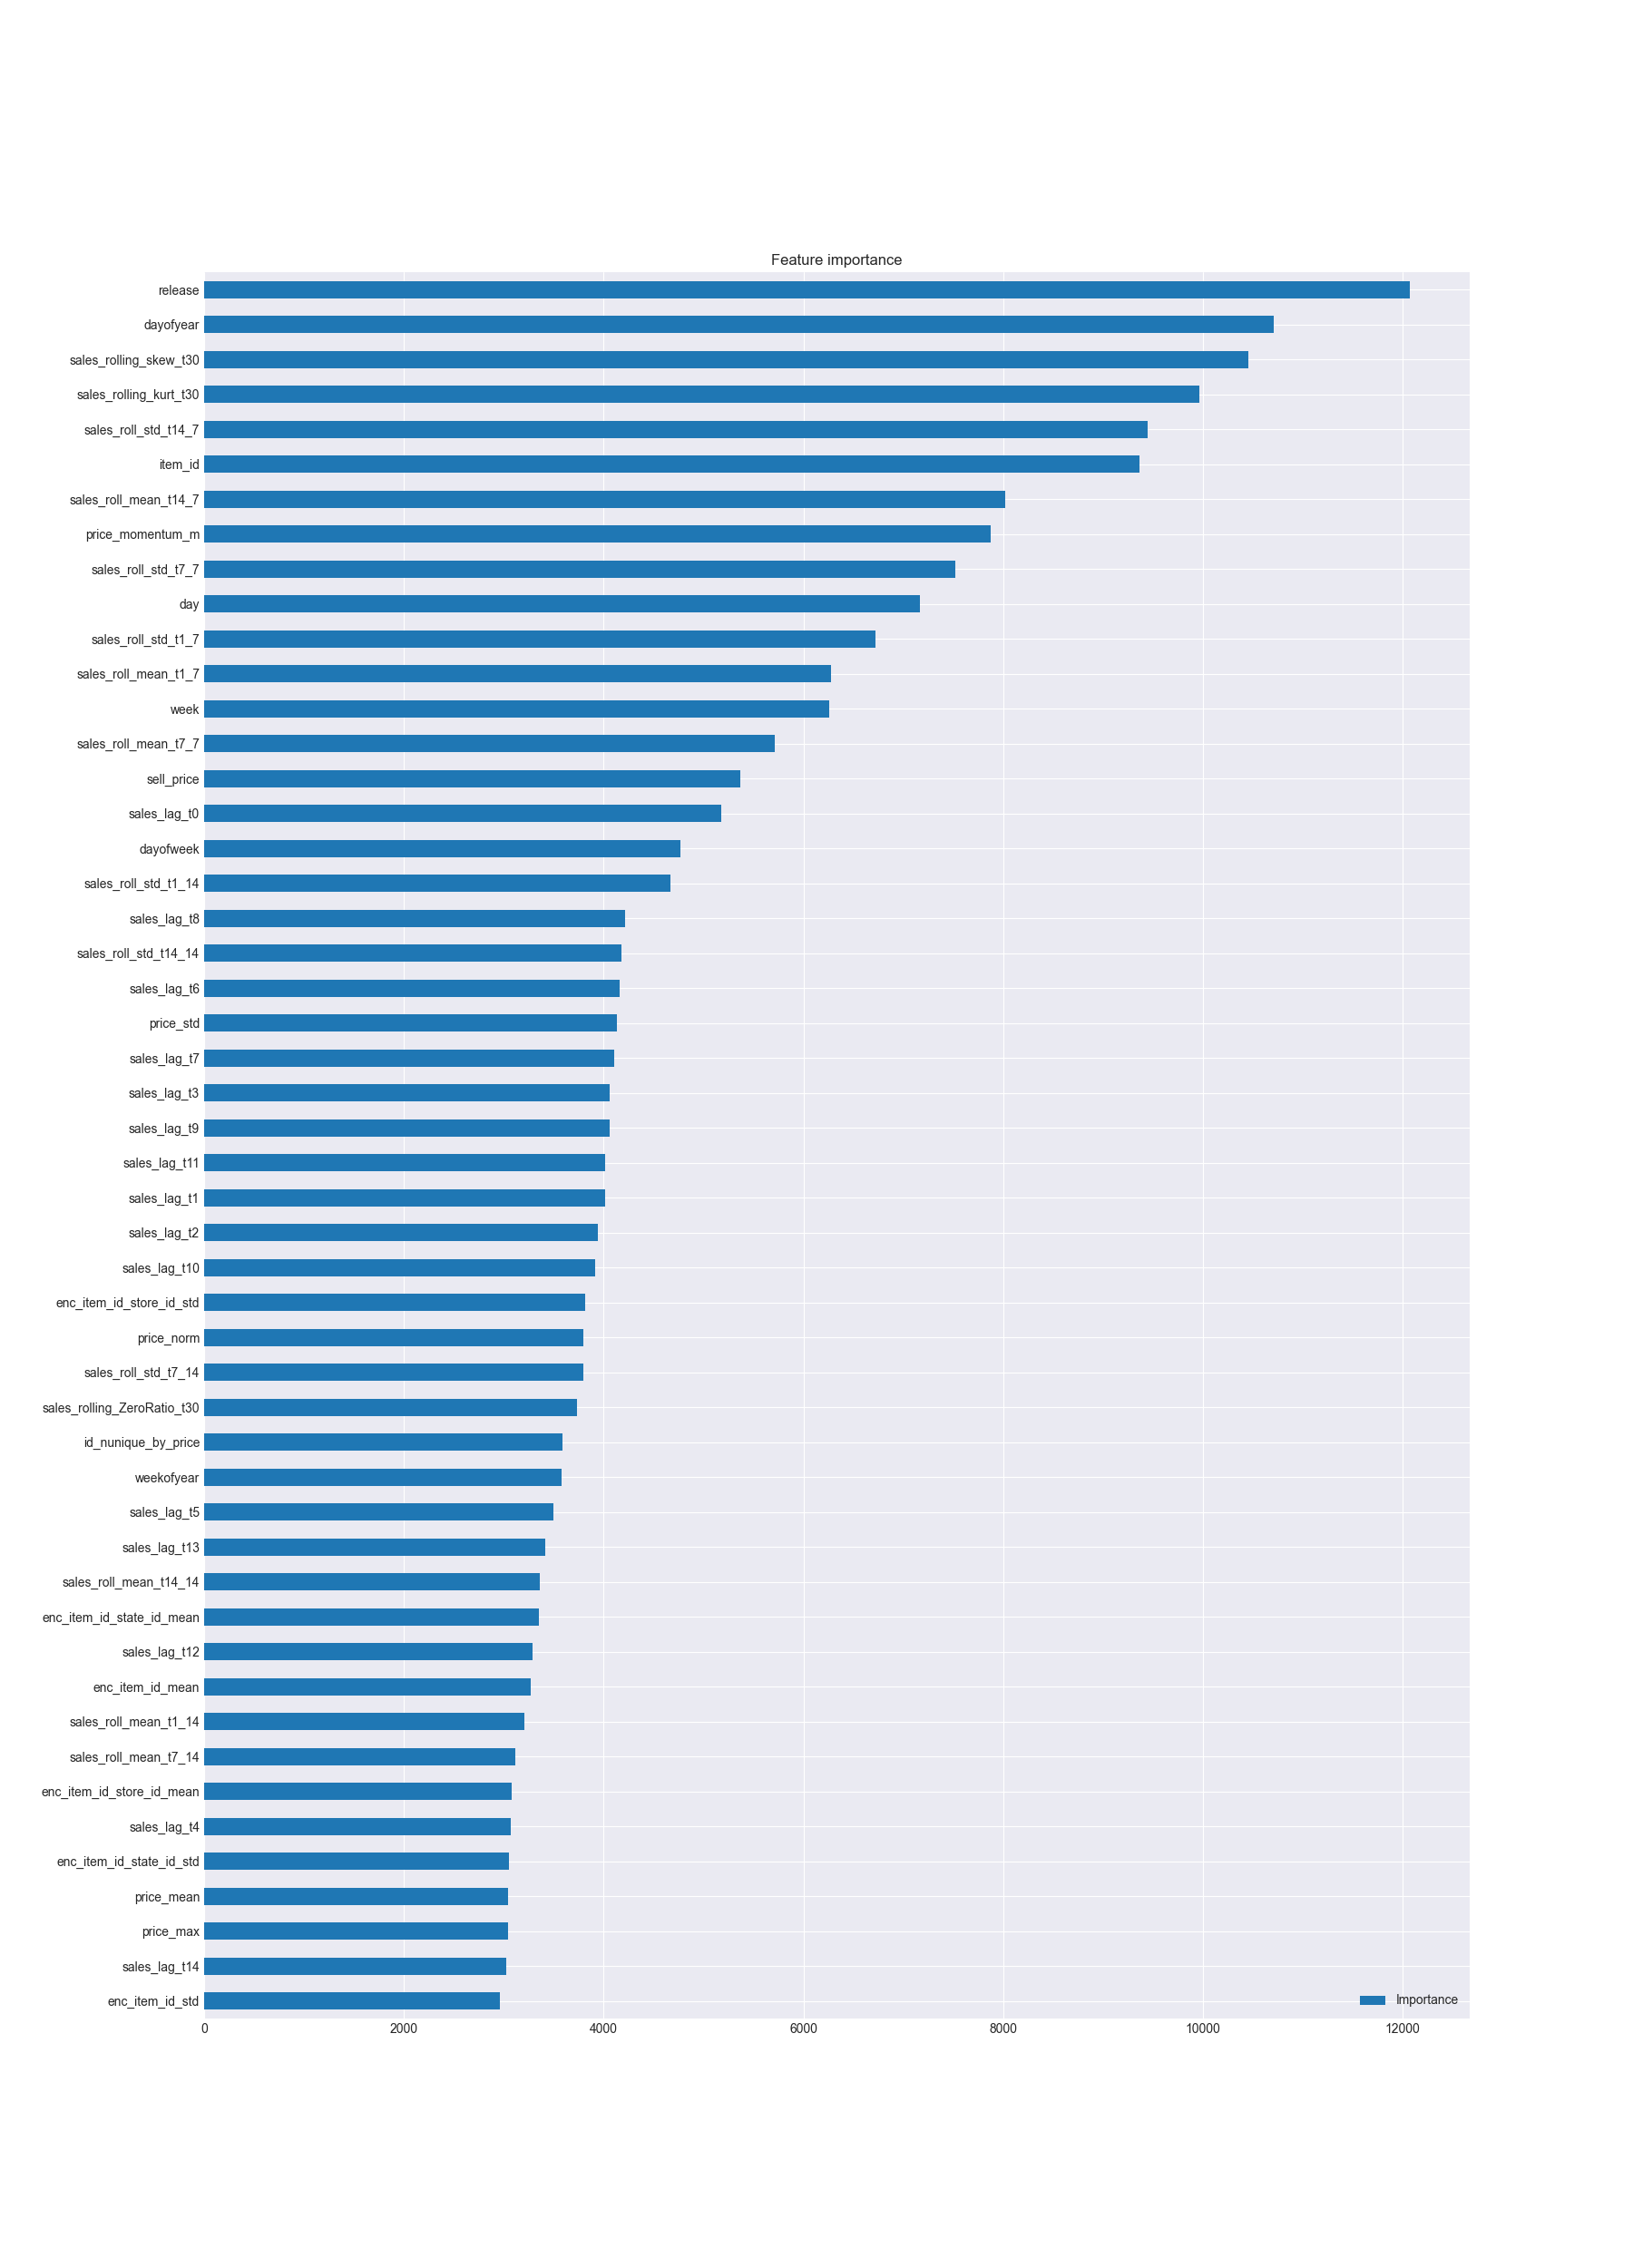 Feature importance
release
dayofyear
sales_rolling_skew_t30
sales_rolling_kurt_t30
sales_roll_std_t14_7
item_id
sales_roll_mean_t14_7
price_momentum_m
sales_roll_std_t7_7
day
sales_roll_std_t1_7
sales_roll_mean_t1_7
week
sales_roll_mean_t7_7
sell_price
sales_lag_t0
dayofweek
sales_roll_std_t1_14
sales_lag_t8
sales_roll_std_t14_14
sales_lag_t6
price_std
sales_lag_t7
sales_lag_t3
sales_lag_t9
sales_lag_t11
sales_lag_t1
sales_lag_t2
sales_lag_t10
enc_item_id_store_id_std
price_norm
sales_roll_std_t7_14
sales_rolling_ZeroRatio_t30
id_nunique_by_price
weekofyear
sales_lag_t5
sales_lag_t13
sales_roll_mean_t14_14
enc_item_id_state_id_mean
sales_lag_t12
enc_item_id_mean
sales_roll_mean_t1_14
sales_roll_mean_t7_14
enc_item_id_store_id_mean
sales_lag_t4
enc_item_id_state_id_std
price_mean
price_max
sales_lag_t14
enc_item_id_std
Importance
0 2000 4000 6000 8000 10000 12000